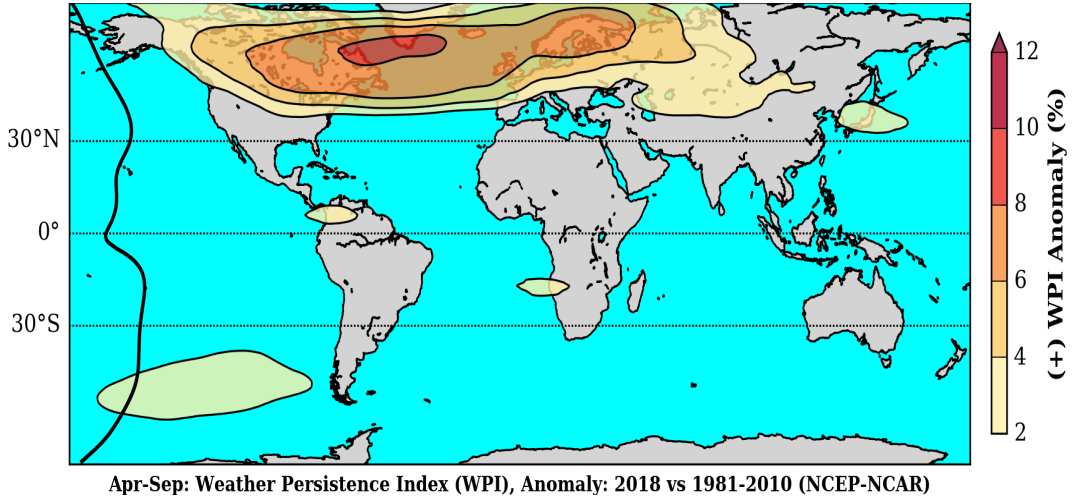 30°N
0°
30°S
12
10
8
6
4
2
(+) WPI Anomaly (%)
Apr-Sep: Weather Persistence Index (WPI), Anomaly: 2018 vs 1981-2010 (NCEP-NCAR)